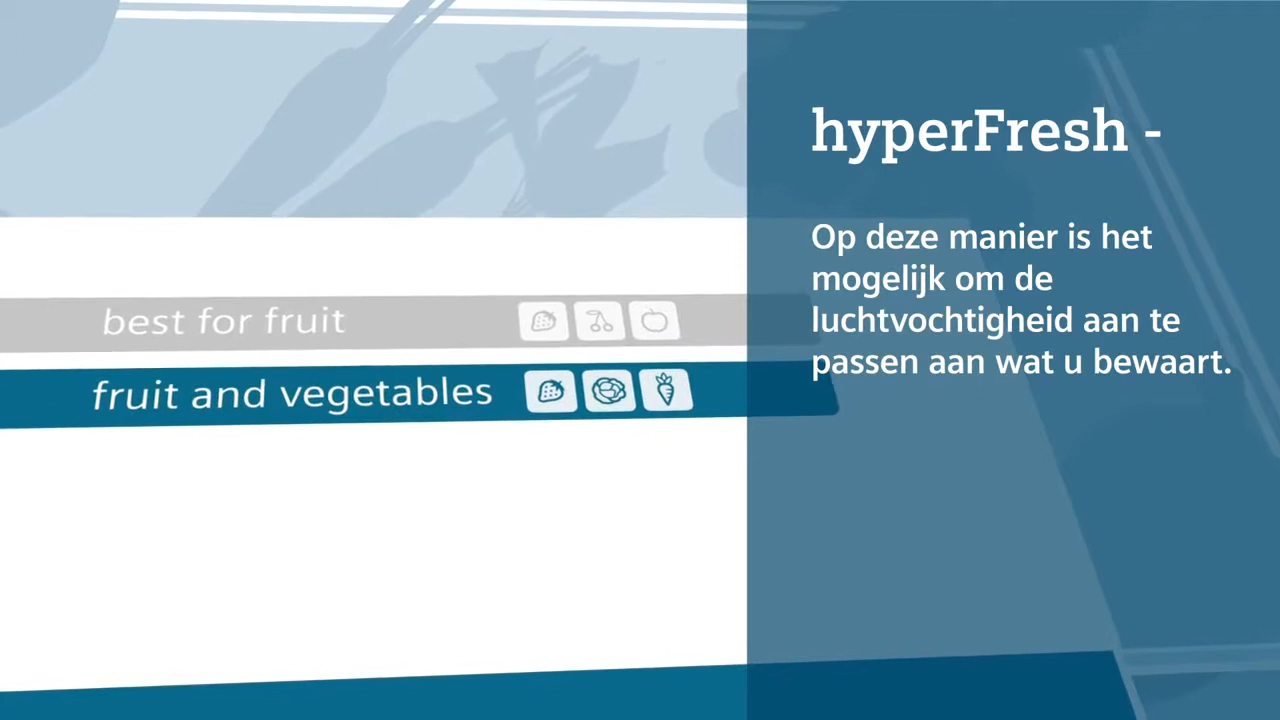 hyperFresh -
Op deze manier is het
mogelijk om de
luchtvochtigheid aan te
passen aan wat u bewaart.
best for fruit
fruit and vegetables